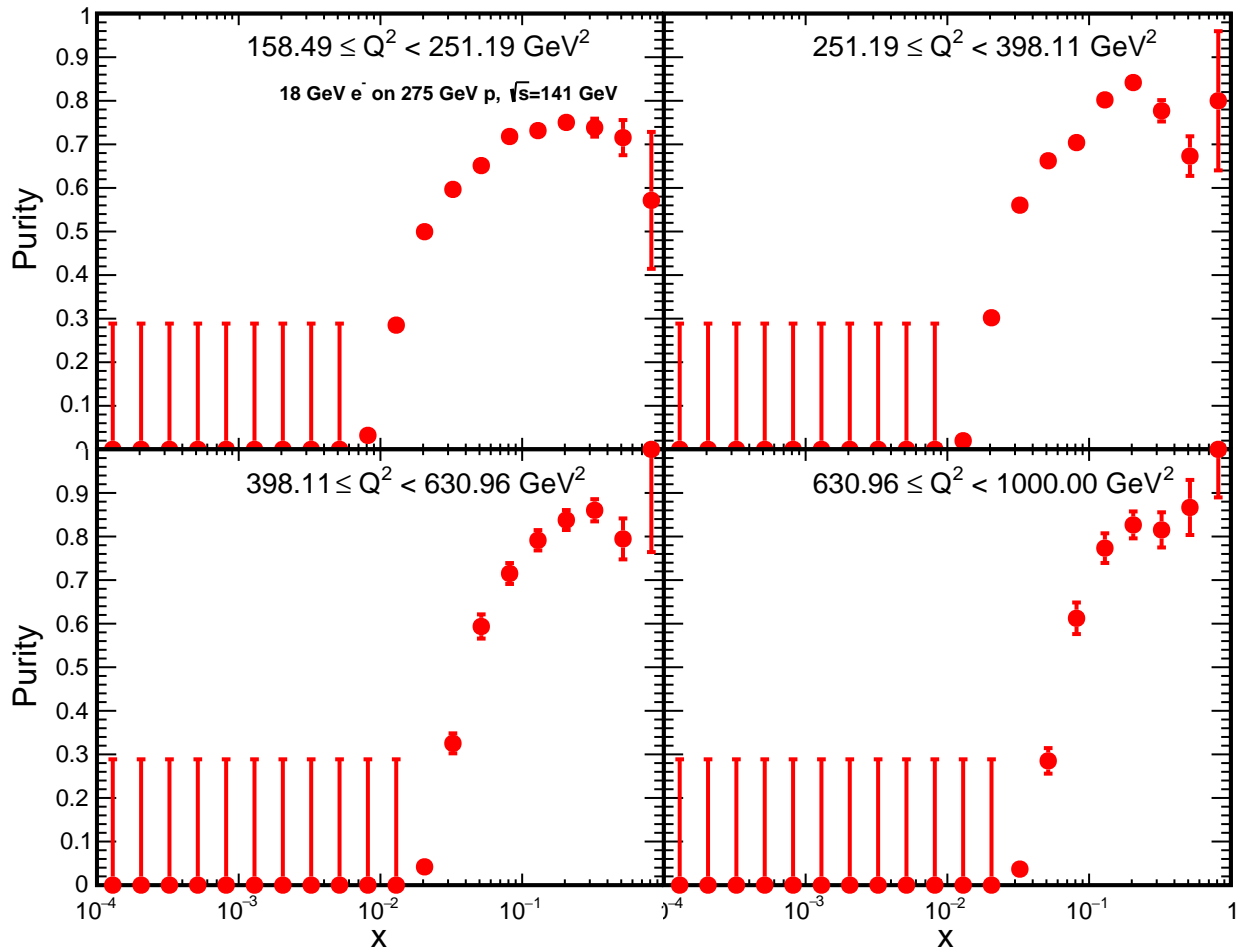 158.49 ≤ Q² < 251.19 GeV²
18 GeV e⁻ on 275 GeV p, √s=141 GeV
251.19 ≤ Q² < 398.11 GeV²
1
0.9
0.8
0.7
0.6
0.5
0.4
0.3
0.2
0.1
0
Purity
398.11 ≤ Q² < 630.96 GeV²
630.96 ≤ Q² < 1000.00 GeV²
0.9
0.8
0.7
0.6
0.5
0.4
0.3
0.2
0.1
0
Purity
10⁻⁴ 10⁻³ 10⁻² 10⁻¹ 10⁻³ 10⁻² 10⁻¹ 1
x x